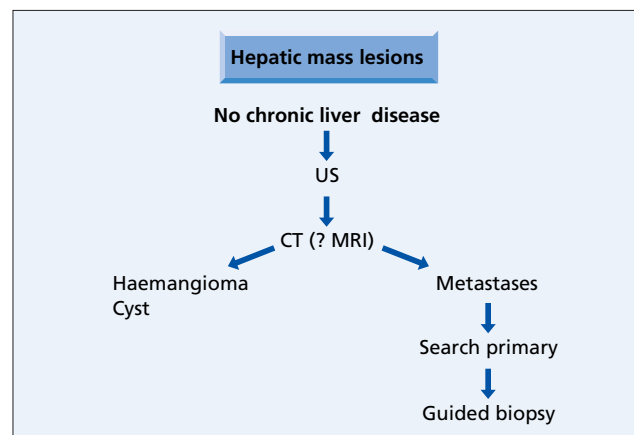 Hepatic mass lesions
No chronic liver disease
US
CT (? MRI)
Haemangioma
Cyst
Metastases
Search primary
Guided biopsy